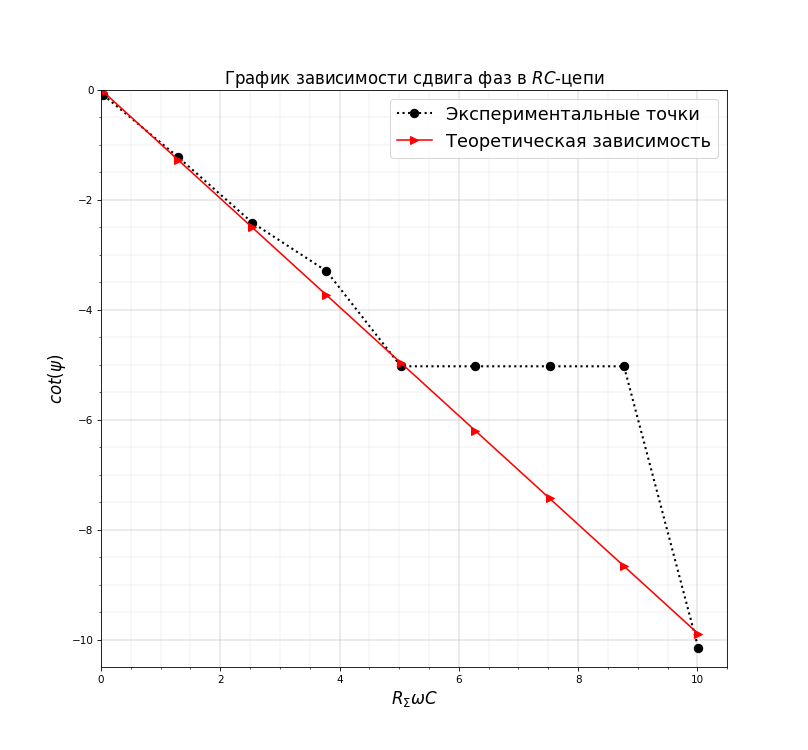 График зависимости сдвига фаз в RC-цепи
Экспериментальные точки
Теоретическая зависимость
0
−2
−4
−6
−8
−10
cot(ψ)
0 2 4 6 8 10
R_Σ ωC